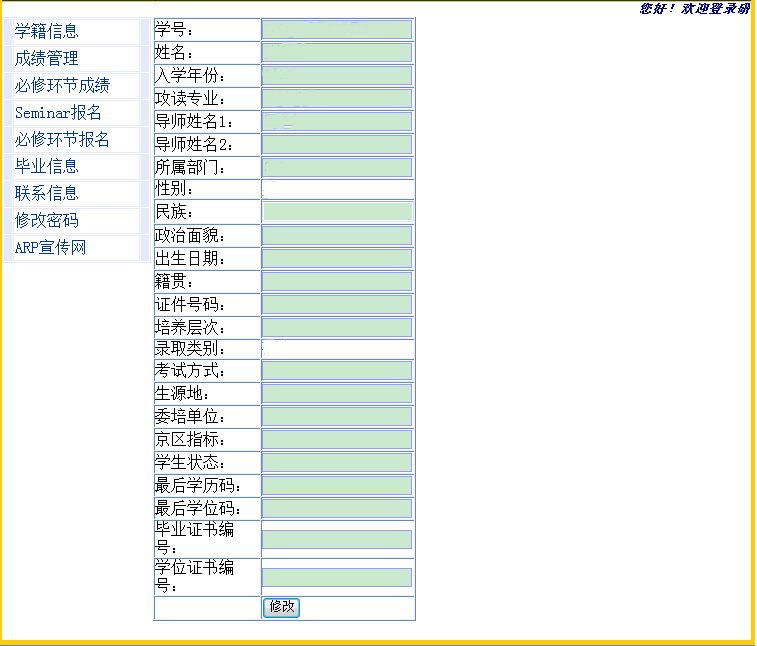 您好！欢迎登录研
学籍信息
成绩管理
必修环节成绩
Seminar报名
必修环节报名
毕业信息
联系信息
修改密码
ARP宣传网
学号：
姓名：
入学年份：
攻读专业：
导师姓名1：
导师姓名2：
所属部门：
性别：
民族：
政治面貌：
出生日期：
籍贯：
证件号码：
培养层次：
录取类别：
考试方式：
生源地：
委培单位：
京区指标：
学生状态：
最后学历码：
最后学位码：
毕业证书编
号：
学位证书编
号：
修改